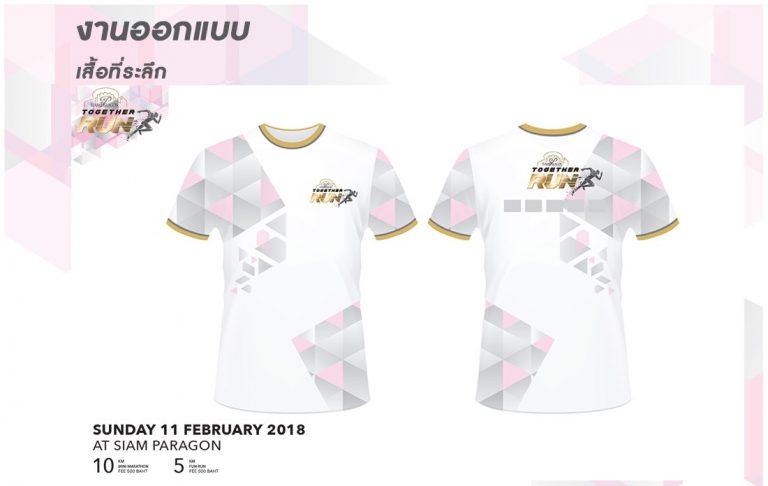 งานออกแบบ
เสื้อที่ระลึก
TOGETHER
RUN
TOGETHER
RUN
TOGETHER
RUN
SUNDAY 11 FEBRUARY 2018
AT SIAM PARAGON
10 KM
MINI MARATHON
FEE 500 BAHT
5 KM
FUN RUN
FEE 500 BAHT